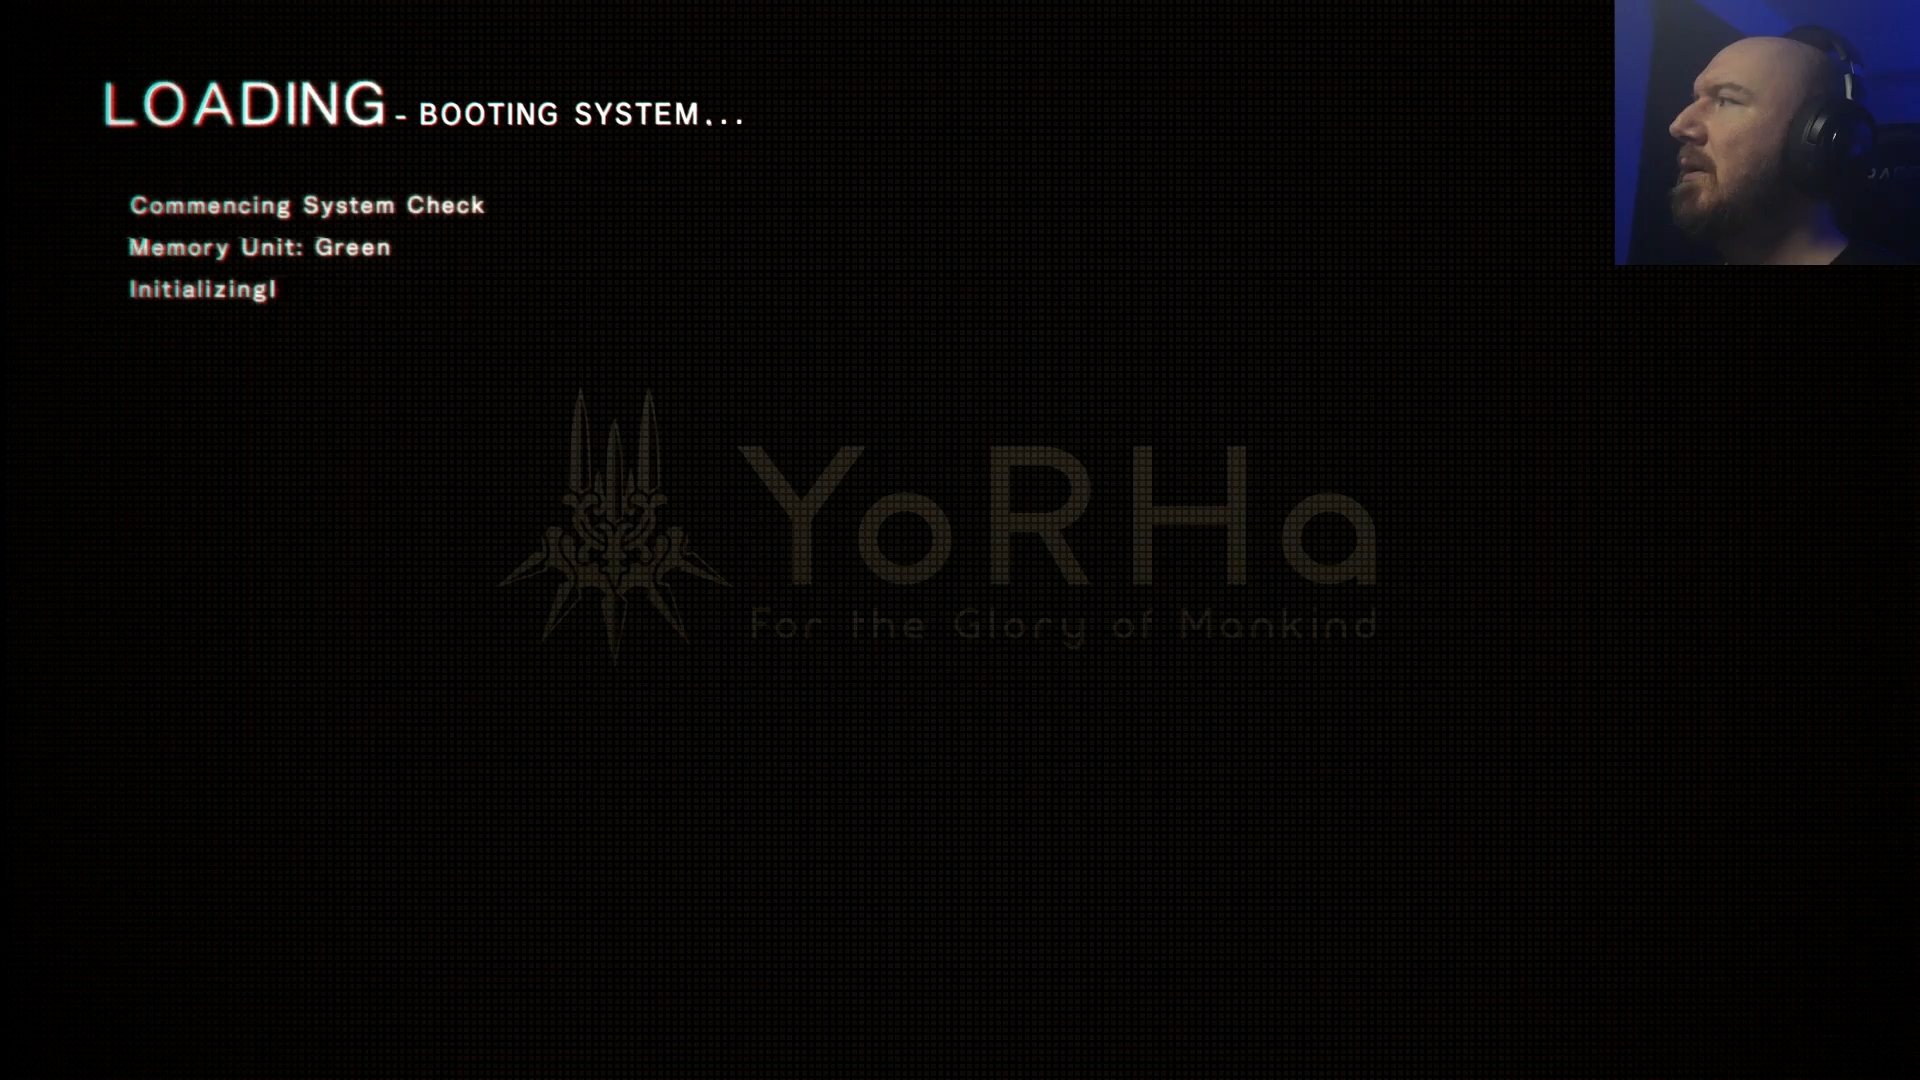 LOADING - BOOTING SYSTEM...
Commencing System Check
Memory Unit: Green
Initializing
YoRHa
For the Glory of Mankind